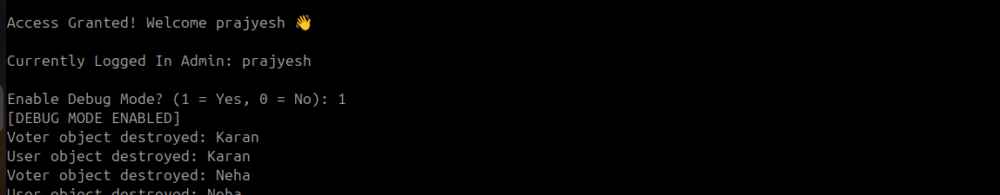 Access Granted! Welcome prajyesh 👋
Currently Logged In Admin: prajyesh
Enable Debug Mode? (1 = Yes, 0 = No): 1
[DEBUG MODE ENABLED]
Voter object destroyed: Karan
User object destroyed: Karan
Voter object destroyed: Neha
User object destroyed: Neha